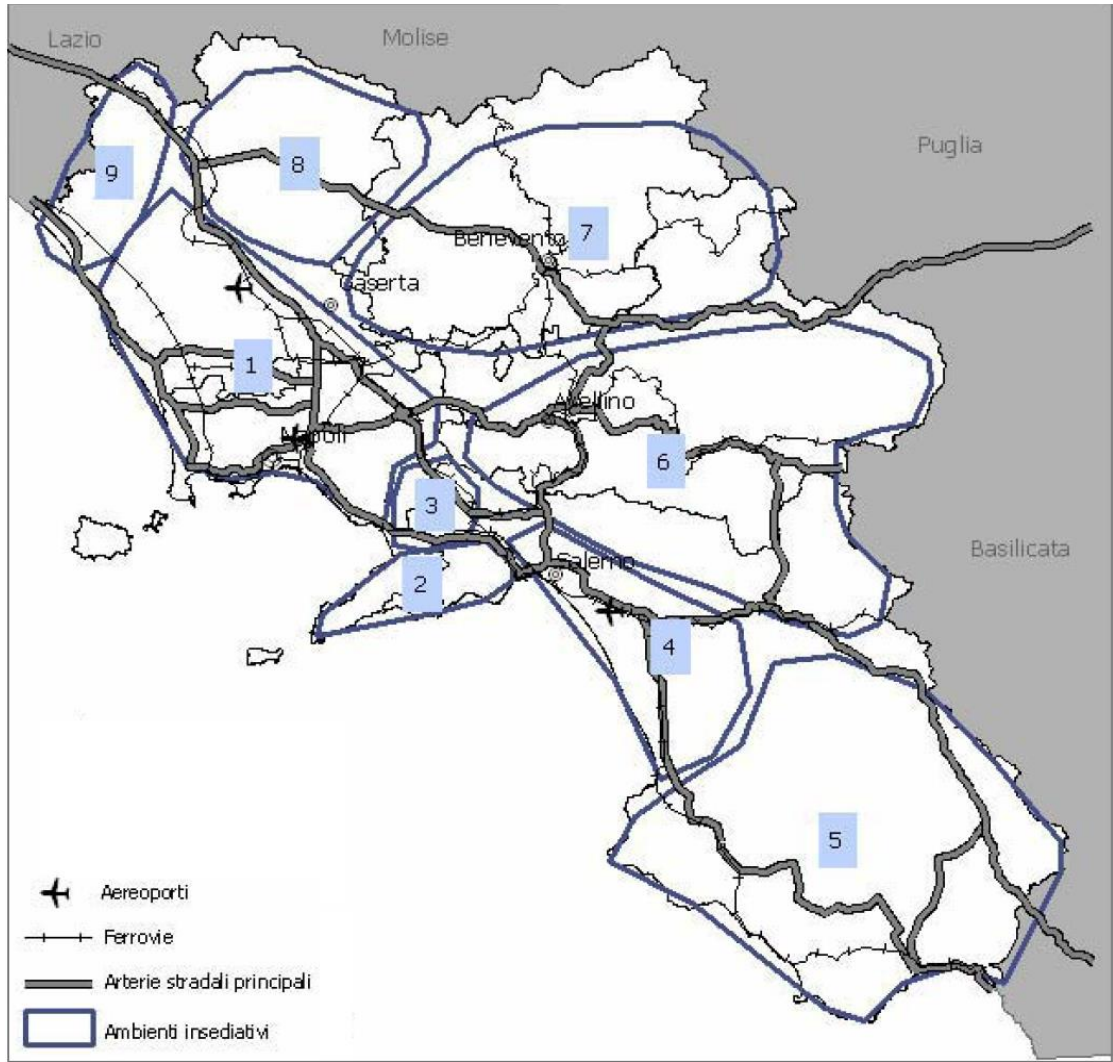 Lazio
Molise
Puglia
9
8
7
Benevento
Caserta
1
Avellino
Napoli
6
3
Basilicata
Salerno
2
4
5
Aereoporti
Ferrovie
Arterie stradali principali
Ambienti insediativi